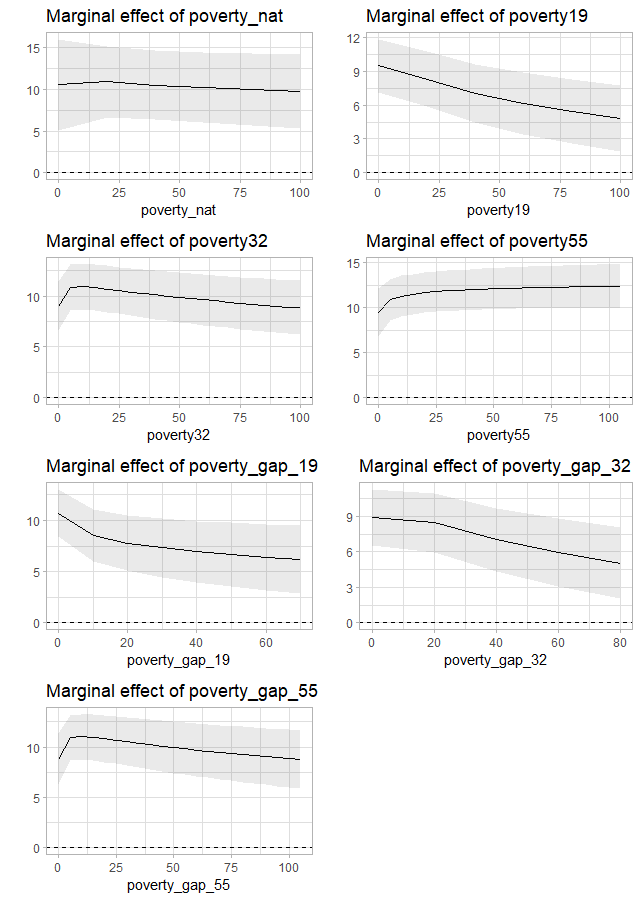 Marginal effect of poverty_nat
15
10
5
0
0 25 50 75 100
poverty_nat
Marginal effect of poverty19
12
9
6
3
0
0 25 50 75 100
poverty19
Marginal effect of poverty32
10
5
0
0 25 50 75 100
poverty32
Marginal effect of poverty55
15
10
5
0
0 25 50 75 100
poverty55
Marginal effect of poverty_gap_19
10
5
0
0 20 40 60
poverty_gap_19
Marginal effect of poverty_gap_32
9
6
3
0
0 20 40 60 80
poverty_gap_32
Marginal effect of poverty_gap_55
10
5
0
0 25 50 75 100
poverty_gap_55